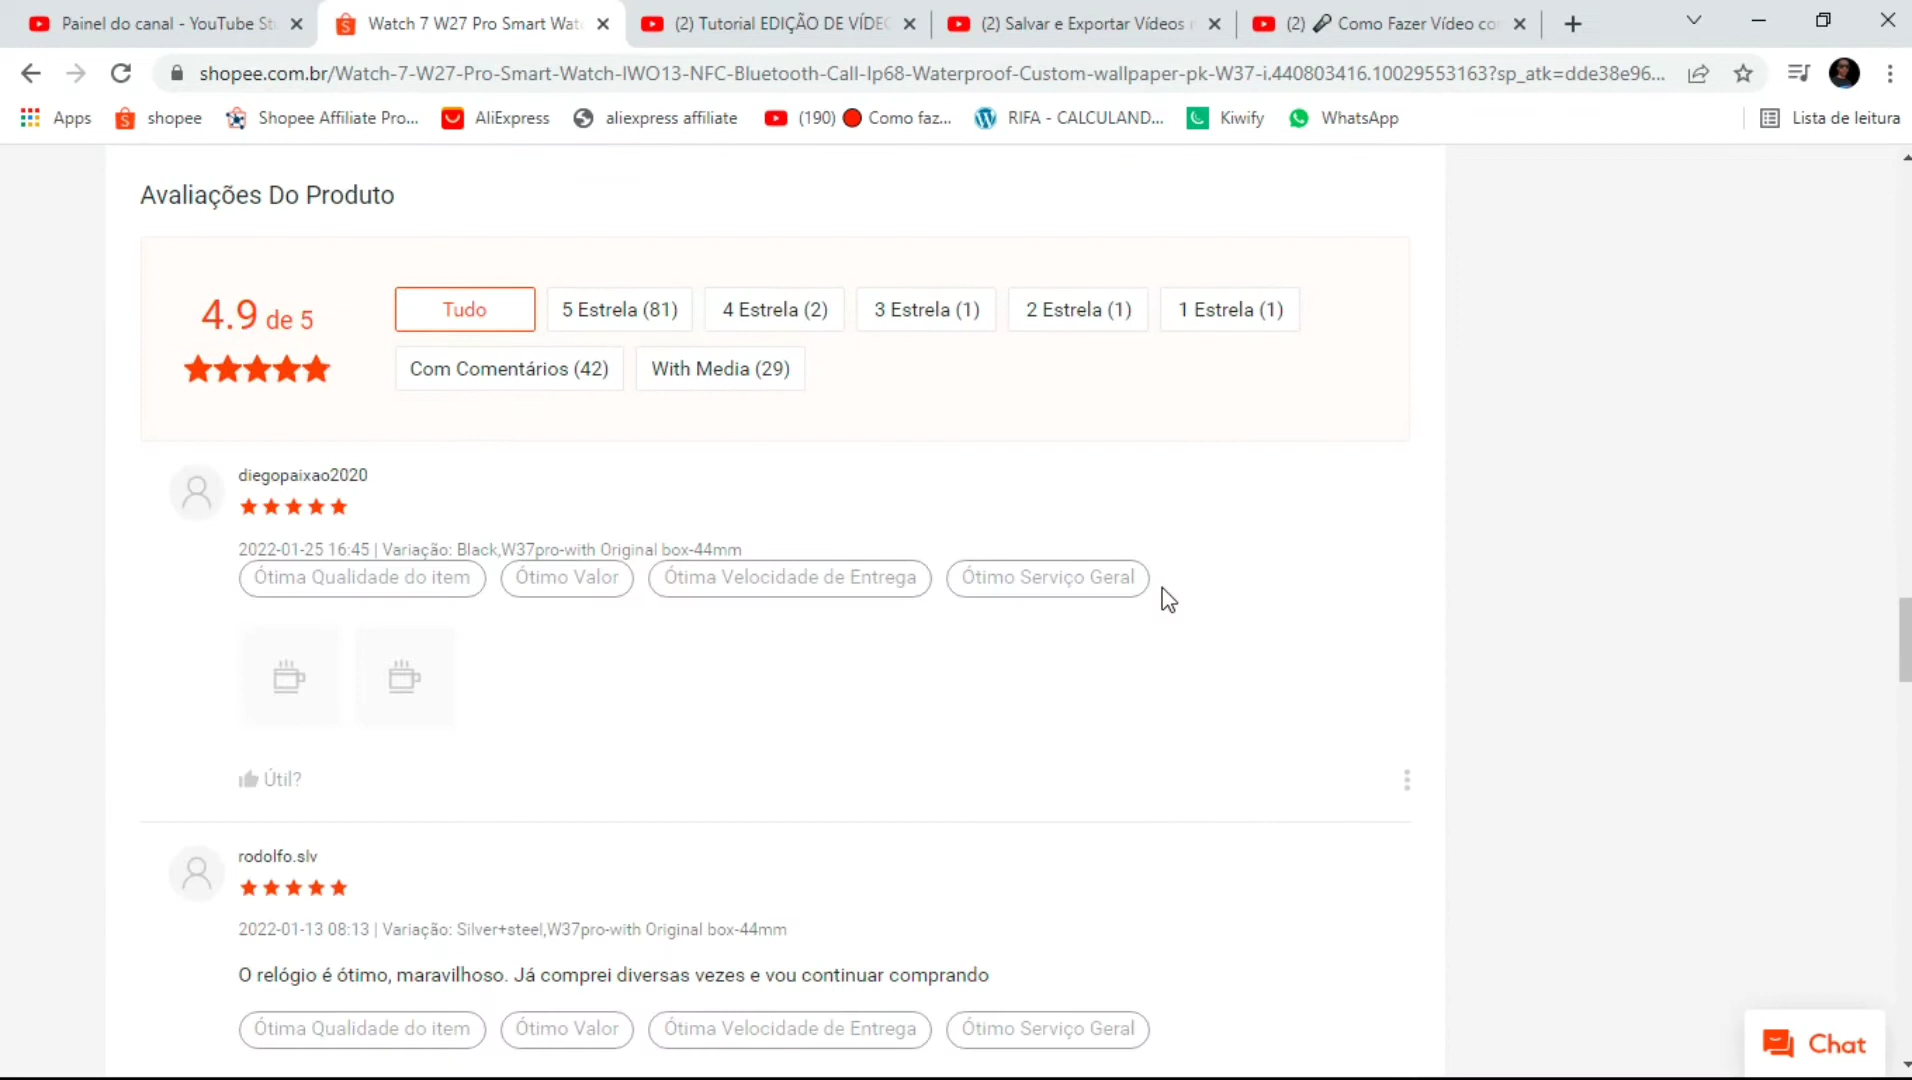 Painel do canal - YouTube St
Watch 7 W27 Pro Smart Wat
(2) Tutorial EDIÇÃO DE VÍDE
(2) Salvar e Exportar Vídeos
(2) 🎤 Como Fazer Vídeo co
shopee.com.br/Watch-7-W27-Pro-Smart-Watch-IWO13-NFC-Bluetooth-Call-Ip68-Waterproof-Custom-wallpaper-pk-W37-i.440803416.10029553163?sp_atk=dde38e96...
Apps
shopee
Shopee Affiliate Pro...
AliExpress
aliexpress affiliate
(190) 🔴 Como faz...
RIFA - CALCULAND...
Kiwify
WhatsApp
Lista de leitura
Avaliações Do Produto
4.9 de 5
Tudo
5 Estrela (81)
4 Estrela (2)
3 Estrela (1)
2 Estrela (1)
1 Estrela (1)
Com Comentários (42)
With Media (29)
diegopaixao2020
2022-01-25 16:45 | Variação: Black,W37pro-with Original box-44mm
Ótima Qualidade do item
Ótimo Valor
Ótima Velocidade de Entrega
Ótimo Serviço Geral
Útil?
rodolfo.slv
2022-01-13 08:13 | Variação: Silver+steel,W37pro-with Original box-44mm
O relógio é ótimo, maravilhoso. Já comprei diversas vezes e vou continuar comprando
Ótima Qualidade do item
Ótimo Valor
Ótima Velocidade de Entrega
Ótimo Serviço Geral
Chat